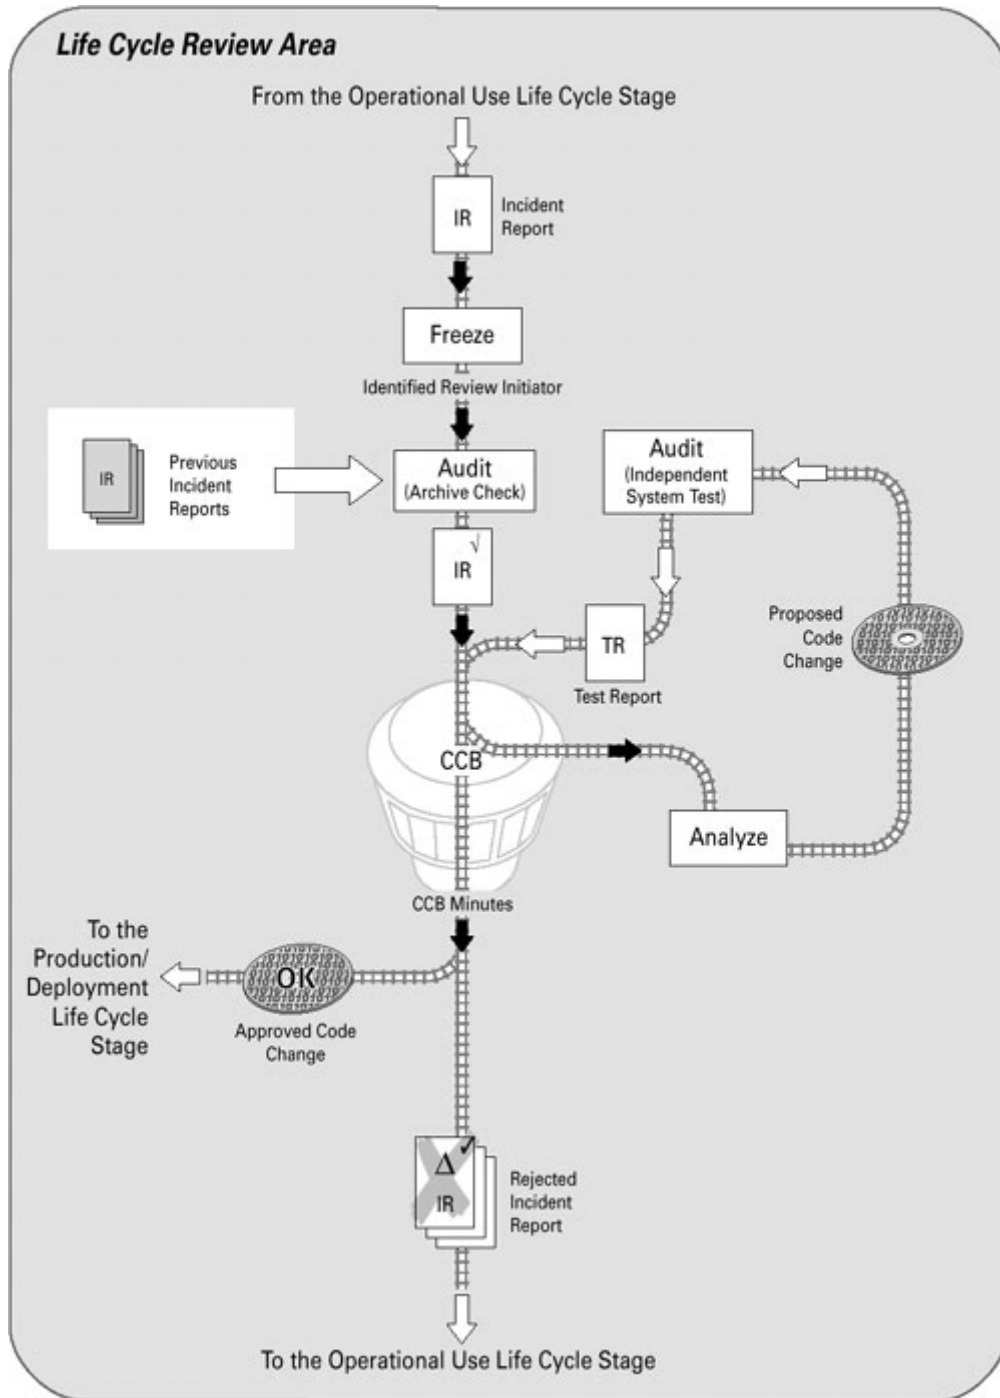 Life Cycle Review Area
From the Operational Use Life Cycle Stage
IR
Incident
Report
Freeze
Identified Review Initiator
IR
Previous
Incident
Reports
Audit
(Archive Check)
Audit
(Independent
System Test)
√
IR
TR
Test Report
Proposed
Code
Change
CCB
Analyze
CCB Minutes
To the
Production/
Deployment
Life Cycle
Stage
OK
Approved Code
Change
Δ
IR
Rejected
Incident
Report
To the Operational Use Life Cycle Stage